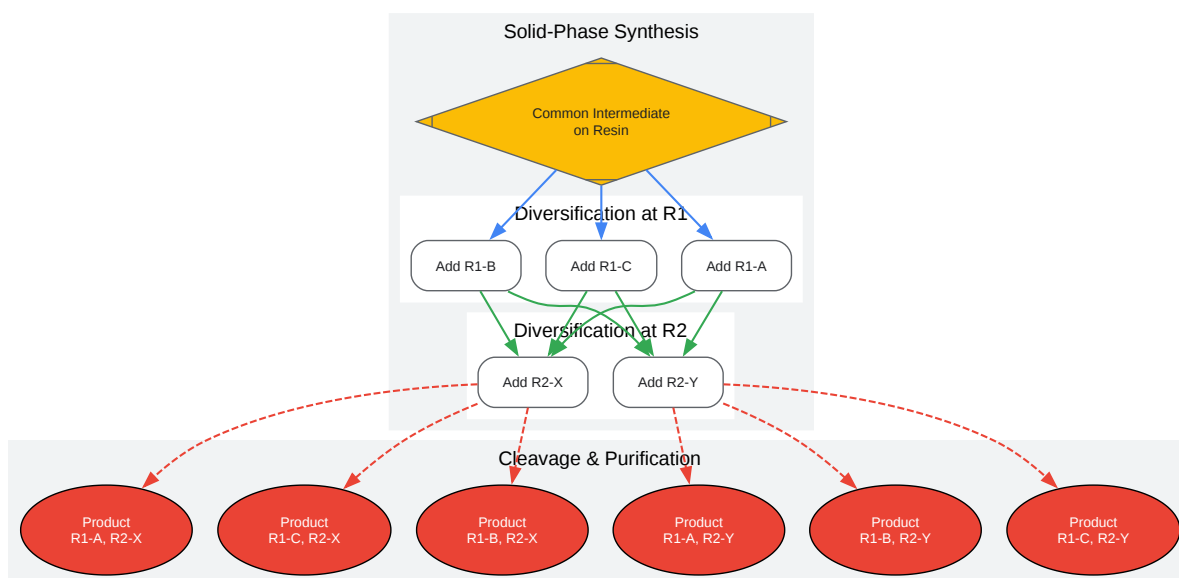 Solid-Phase Synthesis
Common Intermediate
on Resin
Diversification at R1
Add R1-B
Add R1-C
Add R1-A
Diversification at R2
Add R2-X
Add R2-Y
Cleavage & Purification
Product
R1-A, R2-X
Product
R1-C, R2-X
Product
R1-B, R2-X
Product
R1-A, R2-Y
Product
R1-B, R2-Y
Product
R1-C, R2-Y